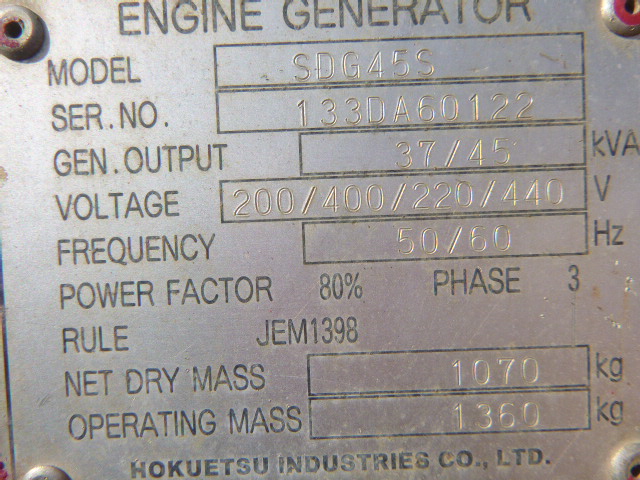 ENGINE GENERATOR
MODEL SDG45S
SER.NO. 133DA60122
GEN.OUTPUT 37/45 kVA
VOLTAGE 200/400/220/440 V
FREQUENCY 50/60 Hz
POWER FACTOR 80% PHASE 3
RULE JEM1398
NET DRY MASS 1070 kg
OPERATING MASS 1360 kg
HOKUETSU INDUSTRIES CO., LTD.